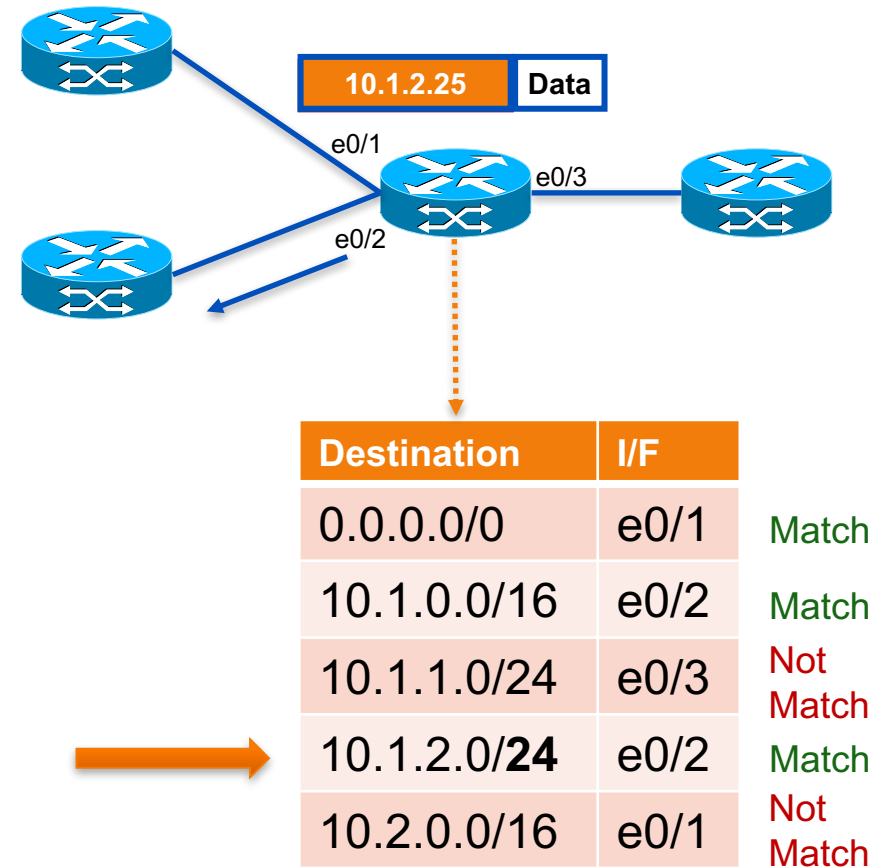 10.1.2.25 Data
e0/1
e0/3
e0/2
Destination I/F
0.0.0.0/0 e0/1 Match
10.1.0.0/16 e0/2 Match
10.1.1.0/24 e0/3 Not
Match
10.1.2.0/24 e0/2 Match
10.2.0.0/16 e0/1 Not
Match